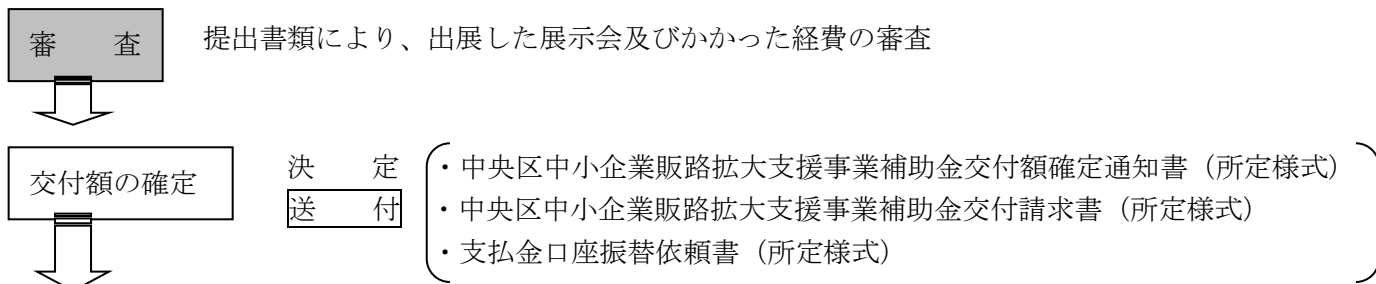 審　査　提出書類により、出展した展示会及びかかった経費の審査
交付額の確定
決　定
送　付
・中央区中小企業販路拡大支援事業補助金交付額確定通知書（所定様式）
・中央区中小企業販路拡大支援事業補助金交付請求書（所定様式）
・支払金口座振替依頼書（所定様式）